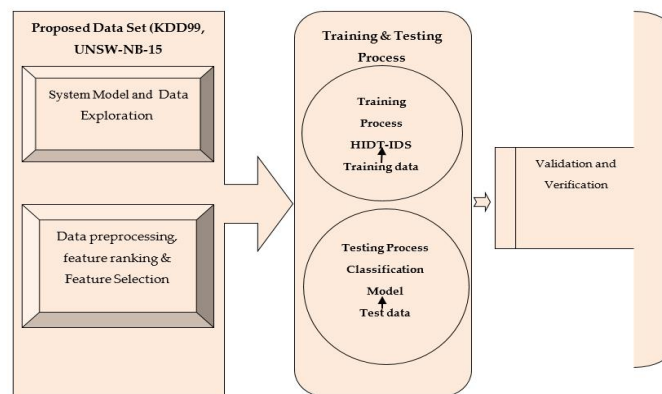 Proposed Data Set (KDD99,
UNSW-NB-15
System Model and Data
Exploration
Data preprocessing,
feature ranking &
Feature Selection
Training & Testing
Process
Training
Process
HIDT-IDS
Training data
Testing Process
Classification
Model
Test data
Validation and
Verification